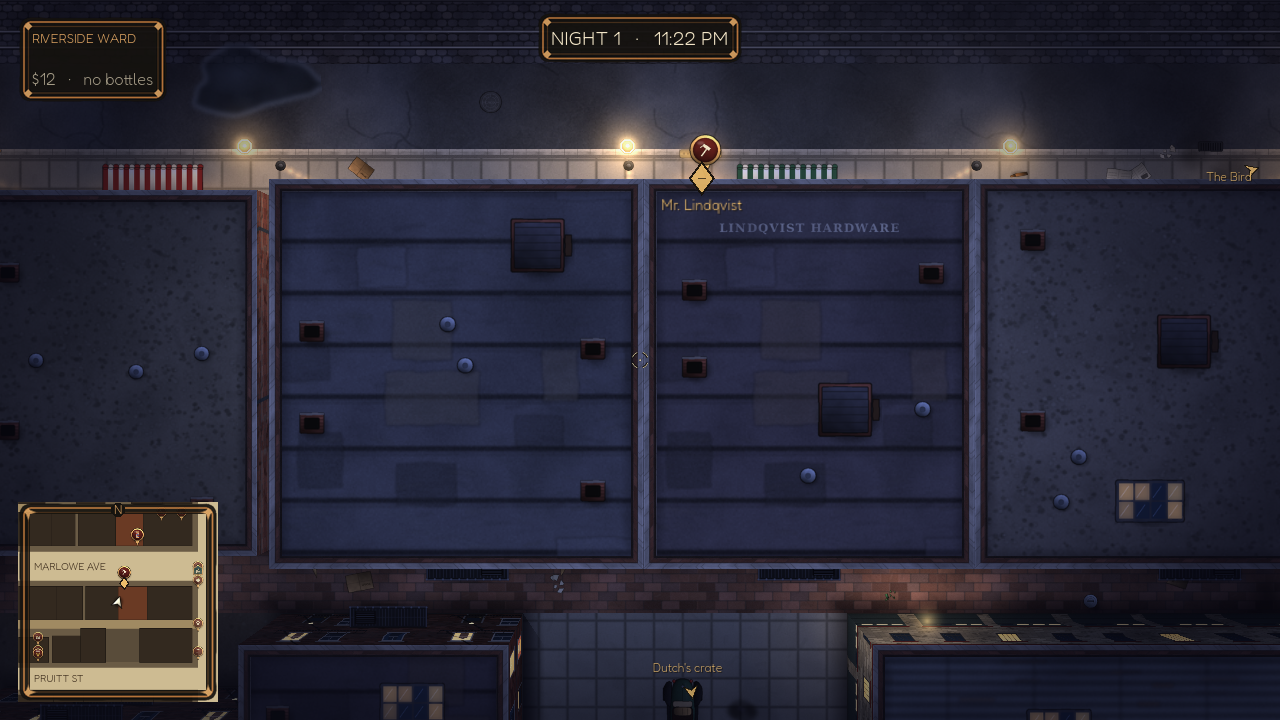 RIVERSIDE WARD
$12 · no bottles
NIGHT 1 · 11:22 PM
The Bird
Mr. Lindqvist
LINDQVIST HARDWARE
N
MARLOWE AVE
PRUITT ST
Dutch's crate